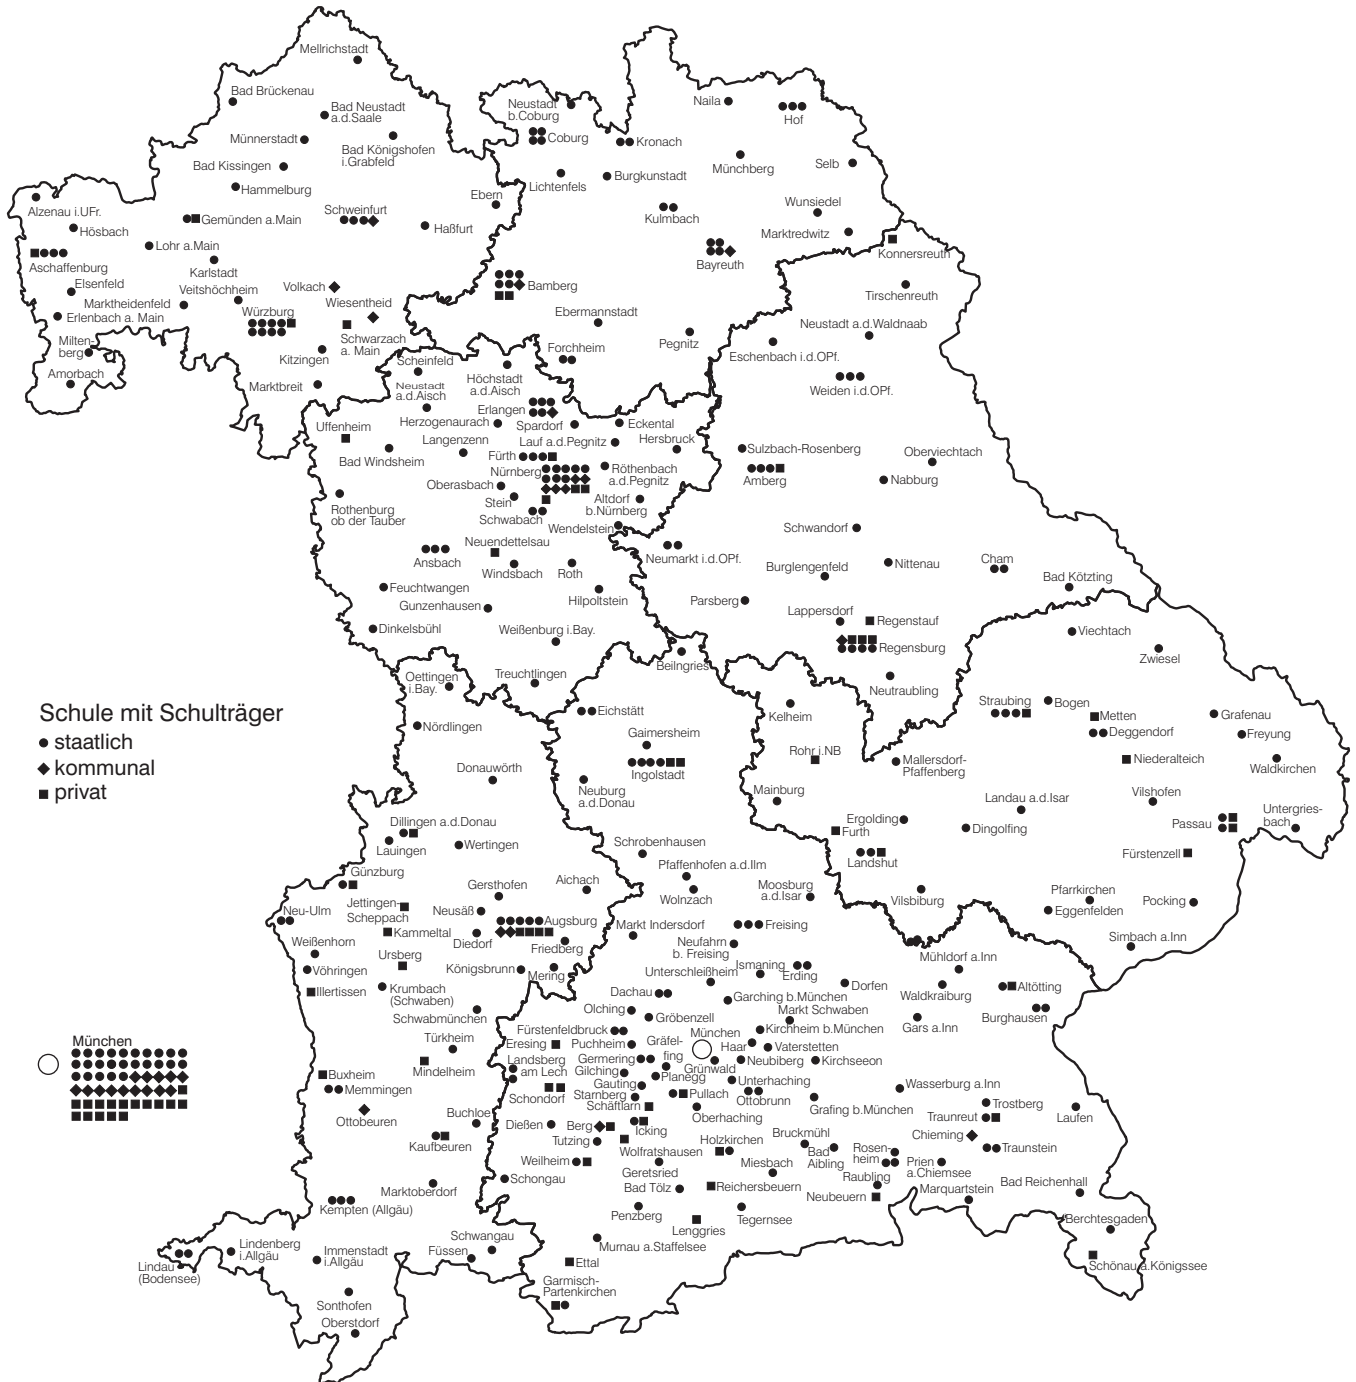 Mellrichstadt
Bad Brückenau
Bad Neustadt
a.d.Saale
Münnerstadt
Bad Königshofen
i.Grabfeld
Bad Kissingen
Hammelburg
Ebern
Alzenau i.UFr.
Gemünden a.Main
Schweinfurt
Haßfurt
Hösbach
Lohr a.Main
Aschaffenburg
Karlstadt
Elsenfeld
Veitshöchheim
Volkach
Marktheidenfeld
Wiesentheid
Erlenbach a. Main
Würzburg
Schwarzach
a. Main
Milten-
berg
Kitzingen
Amorbach
Marktbreit
Neustadt
b.Coburg
Naila
Hof
Coburg
Kronach
Münchberg
Selb
Lichtenfels
Burgkunstadt
Kulmbach
Wunsiedel
Marktredwitz
Bayreuth
Konnersreuth
Bamberg
Tirschenreuth
Ebermannstadt
Pegnitz
Neustadt a.d.Waldnaab
Forchheim
Eschenbach i.d.OPf.
Weiden i.d.OPf.
Scheinfeld
Höchstadt
a.d.Aisch
Neustadt
a.d.Aisch
Erlangen
Herzogenaurach
Spardorf
Eckental
Uffenheim
Langenzenn
Lauf a.d.Pegnitz
Hersbruck
Bad Windsheim
Fürth
Nürnberg
Röthenbach
a.d.Pegnitz
Oberasbach
Stein
Altdorf
b.Nürnberg
Rothenburg
ob der Tauber
Schwabach
Wendelstein
Neuendettelsau
Ansbach
Windsbach
Roth
Feuchtwangen
Gunzenhausen
Hilpoltstein
Dinkelsbühl
Weißenburg i.Bay.
Treuchtlingen
Sulzbach-Rosenberg
Oberviechtach
Amberg
Nabburg
Schwandorf
Neumarkt i.d.OPf.
Burglengenfeld
Nittenau
Cham
Bad Kötzting
Parsberg
Lappersdorf
Regenstauf
Regensburg
Beilngries
Neutraubling
Viechtach
Zwiesel
Kelheim
Straubing
Bogen
Metten
Deggendorf
Grafenau
Freyung
Rohr i.NB
Mallersdorf-
Pfaffenberg
Niederalteich
Waldkirchen
Mainburg
Landau a.d.Isar
Vilshofen
Ergolding
Furth
Dingolfing
Passau
Untergries-
bach
Landshut
Fürstenzell
Vilsbiburg
Pfarrkirchen
Eggenfelden
Pocking
Simbach a.Inn
Schule mit Schulträger
staatlich
kommunal
privat
Oettingen
i.Bay.
Nördlingen
Donauwörth
Dillingen a.d.Donau
Lauingen
Wertingen
Günzburg
Gersthofen
Aichach
Neu-Ulm
Jettingen-
Scheppach
Neusäß
Augsburg
Kammeltal
Diedorf
Friedberg
Weißenhorn
Ursberg
Vöhringen
Königsbrunn
Mering
Illertissen
Krumbach
(Schwaben)
Schwabmünchen
Türkheim
Mindelheim
Buxheim
Memmingen
Ottobeuren
Buchloe
Kaufbeuren
Marktoberdorf
Kempten (Allgäu)
Lindau
(Bodensee)
Lindenberg
i.Allgäu
Immenstadt
i.Allgäu
Füssen
Schwangau
Sonthofen
Oberstdorf
Eichstätt
Gaimersheim
Ingolstadt
Neuburg
a.d.Donau
Schrobenhausen
Pfaffenhofen a.d.Ilm
Wolnzach
Moosburg
a.d.Isar
Markt Indersdorf
Freising
Neufahrn
b. Freising
Ismaning
Erding
Unterschleißheim
Mühldorf a.Inn
Dachau
Dorfen
Waldkraiburg
Altötting
Garching b.München
Burghausen
Olching
Gröbenzell
Markt Schwaben
Gars a.Inn
Fürstenfeldbruck
München
Kirchheim b.München
Eresing
Puchheim
Gräfel-
fing
Haar
Vaterstetten
Landsberg
am Lech
Germering
Gilching
Grünwald
Neubiberg
Kirchseeon
Planegg
Gauting
Unterhaching
Schondorf
Starnberg
Pullach
Ottobrunn
Wasserburg a.Inn
Schäftlarn
Oberhaching
Grafing b.München
Trostberg
Traunreut
Laufen
Dießen
Berg
Icking
Chieming
Tutzing
Holzkirchen
Bruckmühl
Traunstein
Weilheim
Wolfratshausen
Miesbach
Bad
Aibling
Rosen-
heim
Prien
a.Chiemsee
Schongau
Geretsried
Bad Tölz
Reichersbeuern
Raubling
Neubeuern
Marquartstein
Bad Reichenhall
Penzberg
Lenggries
Tegernsee
Berchtesgaden
Murnau a.Staffelsee
Ettal
Schönau a.Königssee
Garmisch-
Partenkirchen
München